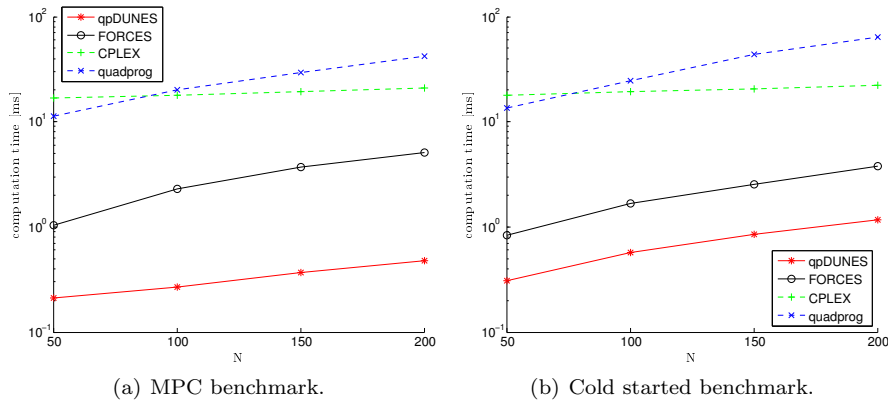 10^2
10^1
10^0
10^-1
computation time [ms]
50
100
150
200
N
qpDUNES
FORCES
CPLEX
quadprog
(a) MPC benchmark.
10^2
10^1
10^0
10^-1
computation time [ms]
50
100
150
200
N
qpDUNES
FORCES
CPLEX
quadprog
(b) Cold started benchmark.